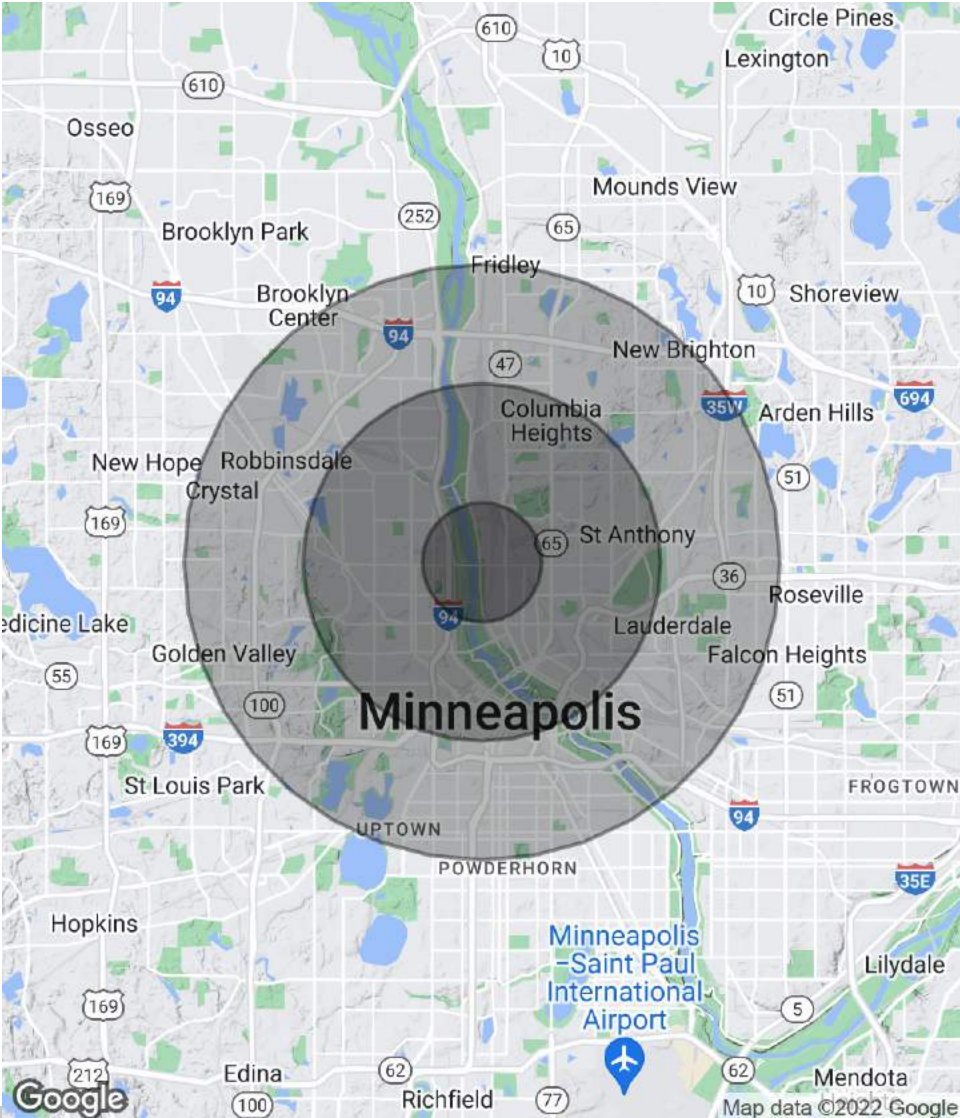 Circle Pines
610
10
Lexington
610
Osseo
169
Mounds View
252
65
Brooklyn Park
Fridley
94
Brooklyn
Center
10
Shoreview
94
New Brighton
47
694
35W
Columbia
Heights
Arden Hills
New Hope
Robbinsdale
Crystal
51
169
65
St Anthony
36
Roseville
94
edicine Lake
Lauderdale
Golden Valley
Falcon Heights
55
51
100
Minneapolis
169
394
St Louis Park
FROGTOWN
94
UPTOWN
POWDERHORN
35E
Hopkins
Minneapolis
-Saint Paul
International
Airport
Lilydale
169
5
212
Edina
62
62
Mendota
Heights
Google
100
Richfield
77
Map data ©2022 Google